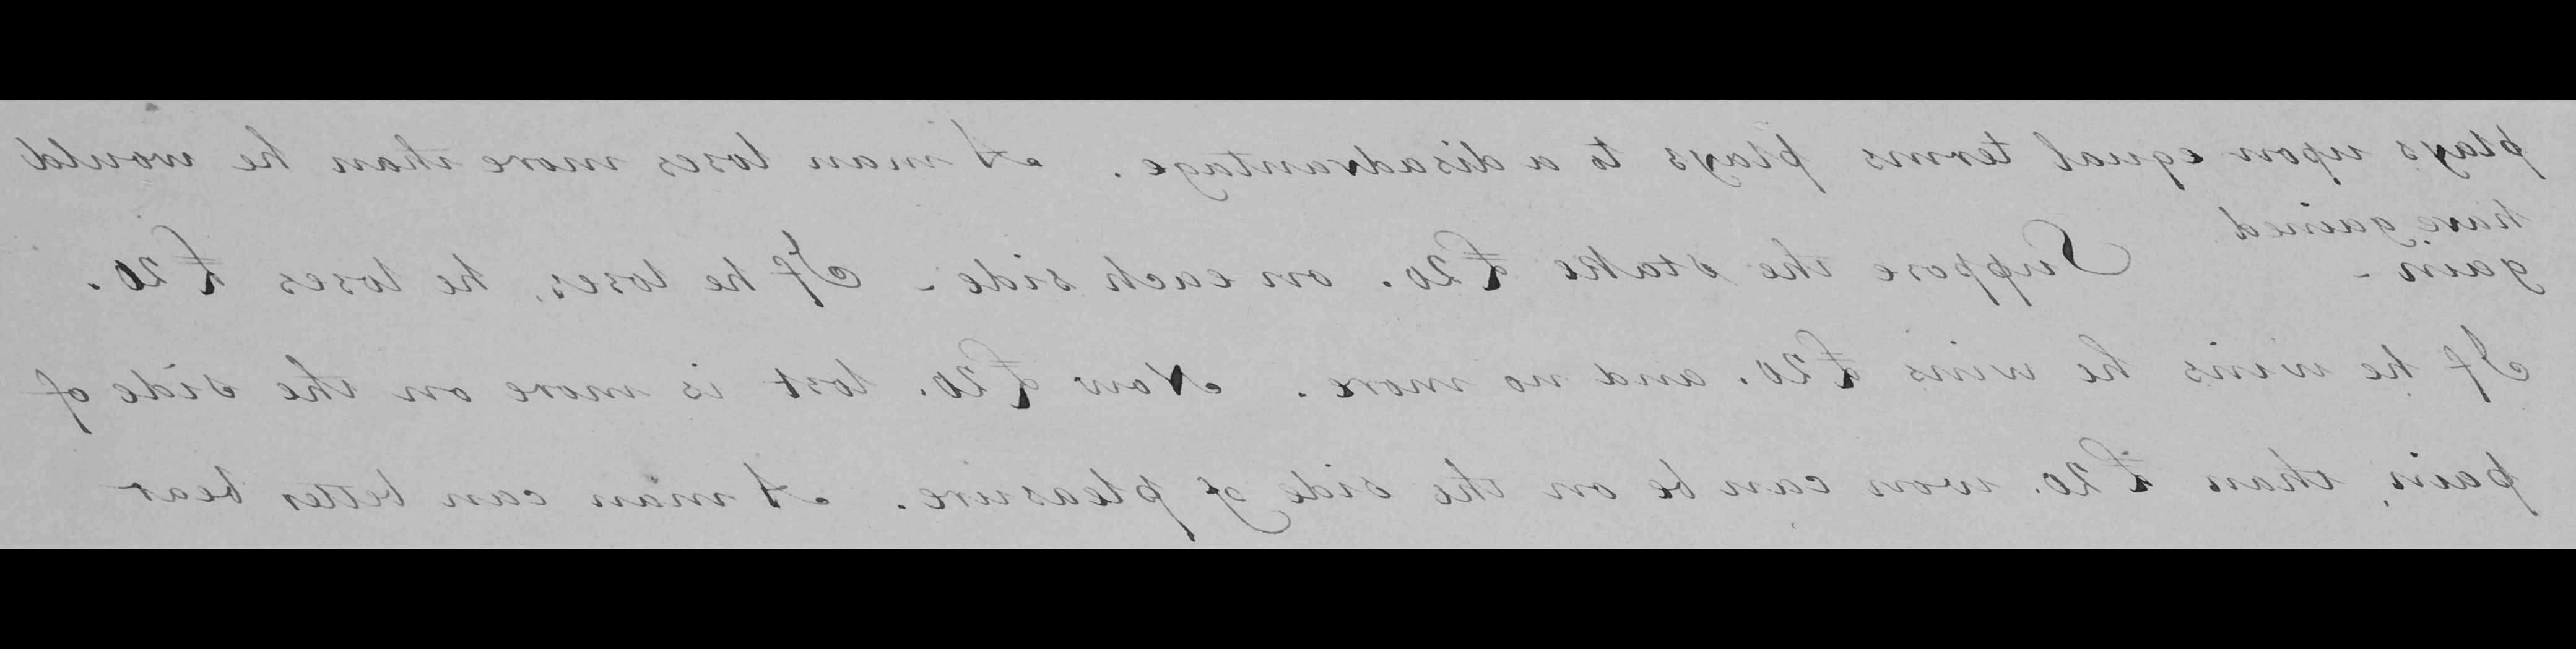 plays upon equal terms plays to a disadvantage. A man loses more than he would
have gained
gain - Suppose the stake £20. on each side - If he loses, he loses £20.
If he wins he wins £20. and no more. Now £20. lost is more on the side of
pain, than £20. won can be on the side of pleasure. A man can better bear